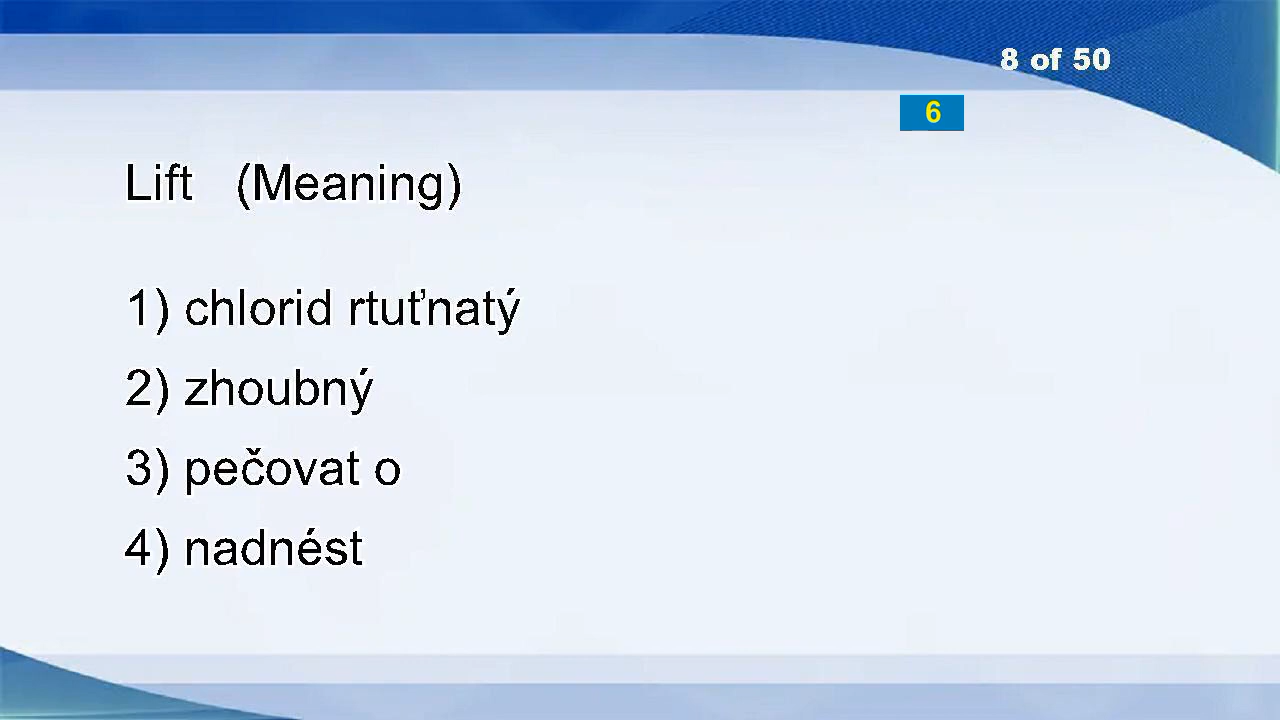 8 of 50
6
Lift (Meaning)
1) chlorid rtuťnatý
2) zhoubný
3) pečovat o
4) nadnést